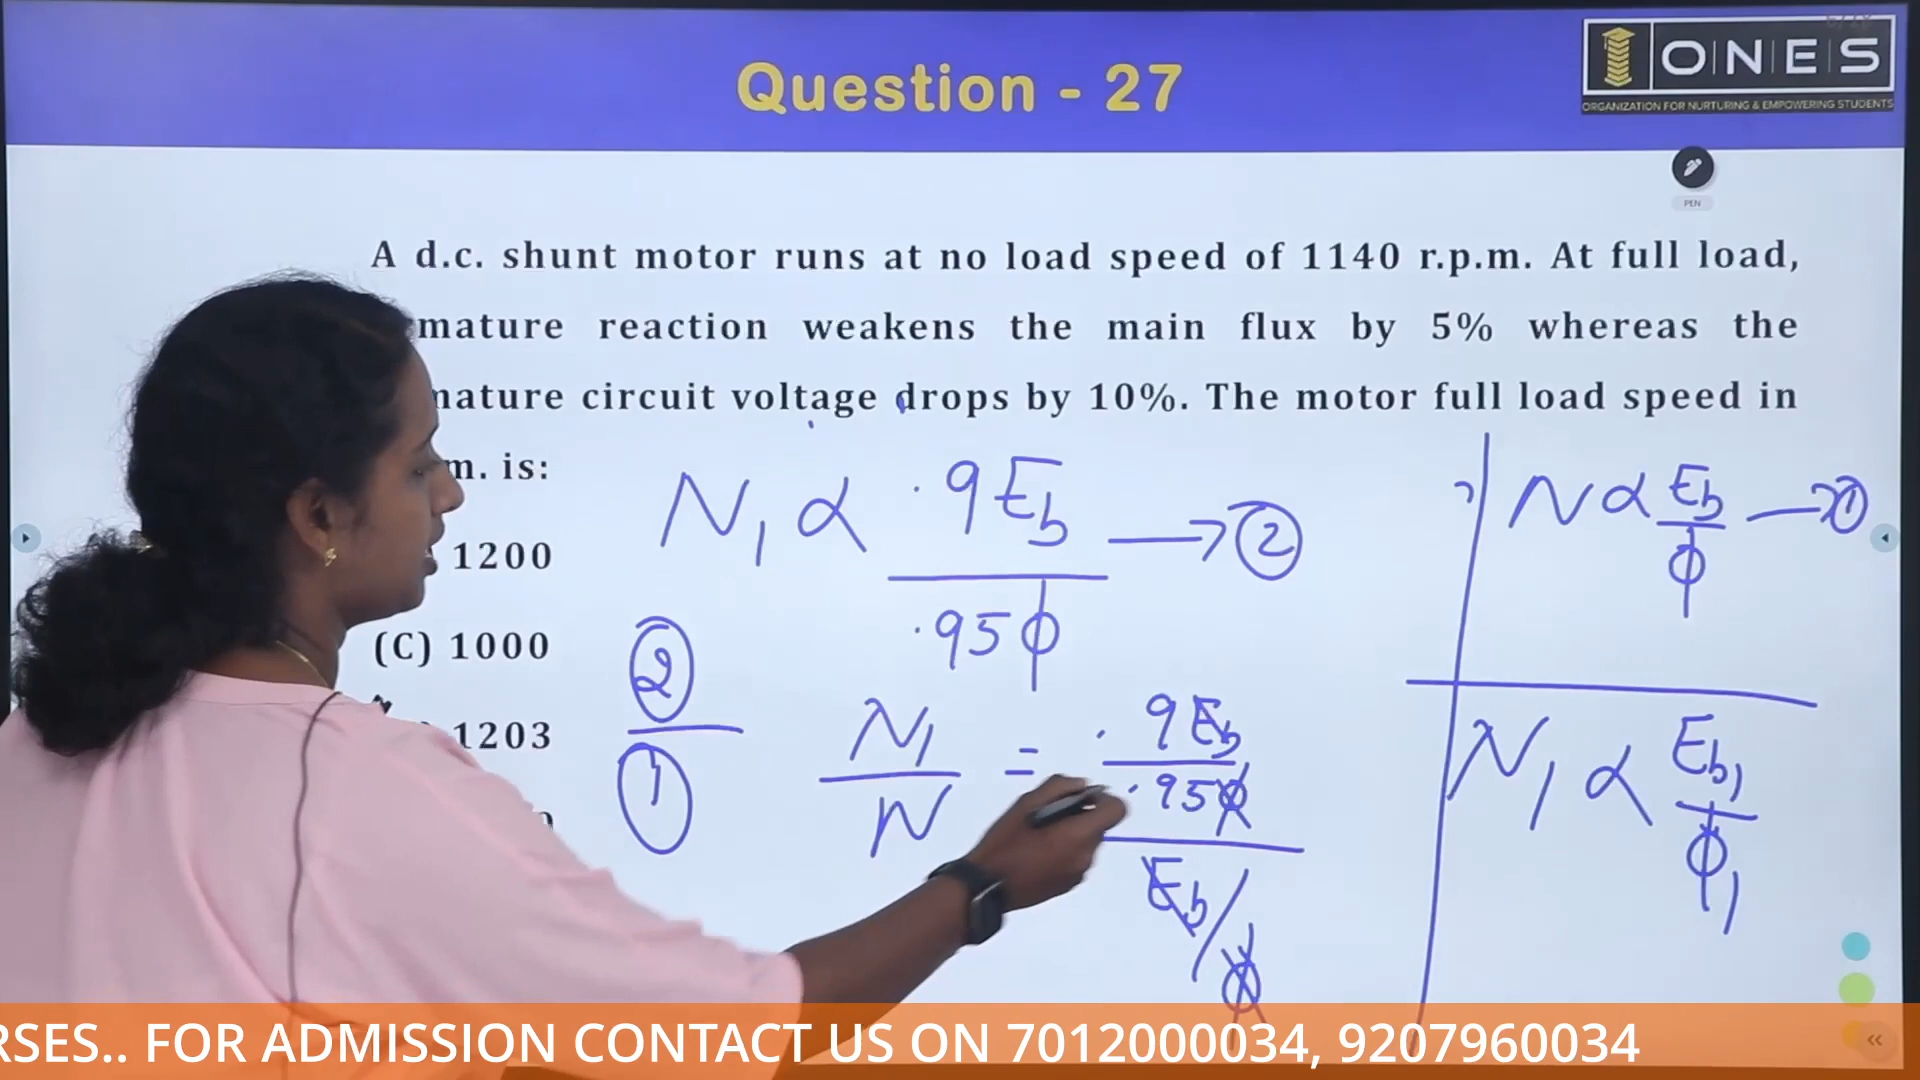 Question - 27
ONES
ORGANIZATION FOR NURTURING & EMPOWERING STUDENTS
PEN
A d.c. shunt motor runs at no load speed of 1140 r.p.m. At full load,
mature reaction weakens the main flux by 5% whereas the
mature circuit voltage drops by 10%. The motor full load speed in
m. is:
1200
(C) 1000
1203
N₁ ∝ .9Eb
.95ϕ
→ ②
②
①
N₁
N
= .9Eb
.95ϕ
Eb/ϕ
N ∝ Eb
ϕ
→ ①
N₁ ∝ Eb₁
ϕ₁
RSES.. FOR ADMISSION CONTACT US ON 7012000034, 9207960034